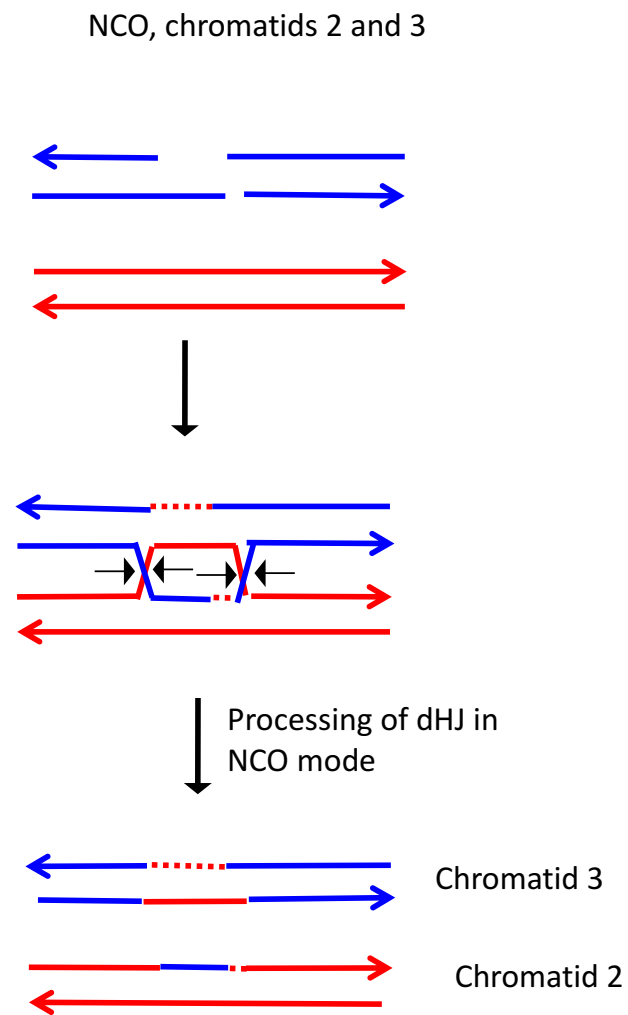 NCO, chromatids 2 and 3
Processing of dHJ in
NCO mode
Chromatid 3
Chromatid 2